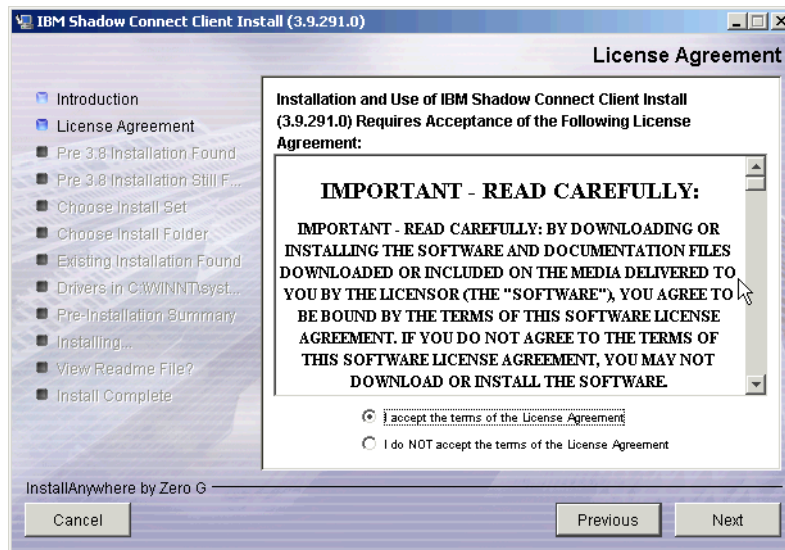 IBM Shadow Connect Client Install (3.9.291.0)
License Agreement
Introduction
License Agreement
Pre 3.8 Installation Found
Pre 3.8 Installation Still F...
Choose Install Set
Choose Install Folder
Existing Installation Found
Drivers in C:\WINNT\syst...
Pre-Installation Summary
Installing...
View Readme File?
Install Complete
Installation and Use of IBM Shadow Connect Client Install
(3.9.291.0) Requires Acceptance of the Following License
Agreement:
IMPORTANT - READ CAREFULLY:
IMPORTANT - READ CAREFULLY: BY DOWNLOADING OR
INSTALLING THE SOFTWARE AND DOCUMENTATION FILES
DOWNLOADED OR INCLUDED ON THE MEDIA DELIVERED TO
YOU BY THE LICENSOR (THE "SOFTWARE"), YOU AGREE TO
BE BOUND BY THE TERMS OF THIS SOFTWARE LICENSE
AGREEMENT. IF YOU DO NOT AGREE TO THE TERMS OF
THIS SOFTWARE LICENSE AGREEMENT, YOU MAY NOT
DOWNLOAD OR INSTALL THE SOFTWARE.
I accept the terms of the License Agreement
I do NOT accept the terms of the License Agreement
InstallAnywhere by Zero G
Cancel
Previous
Next